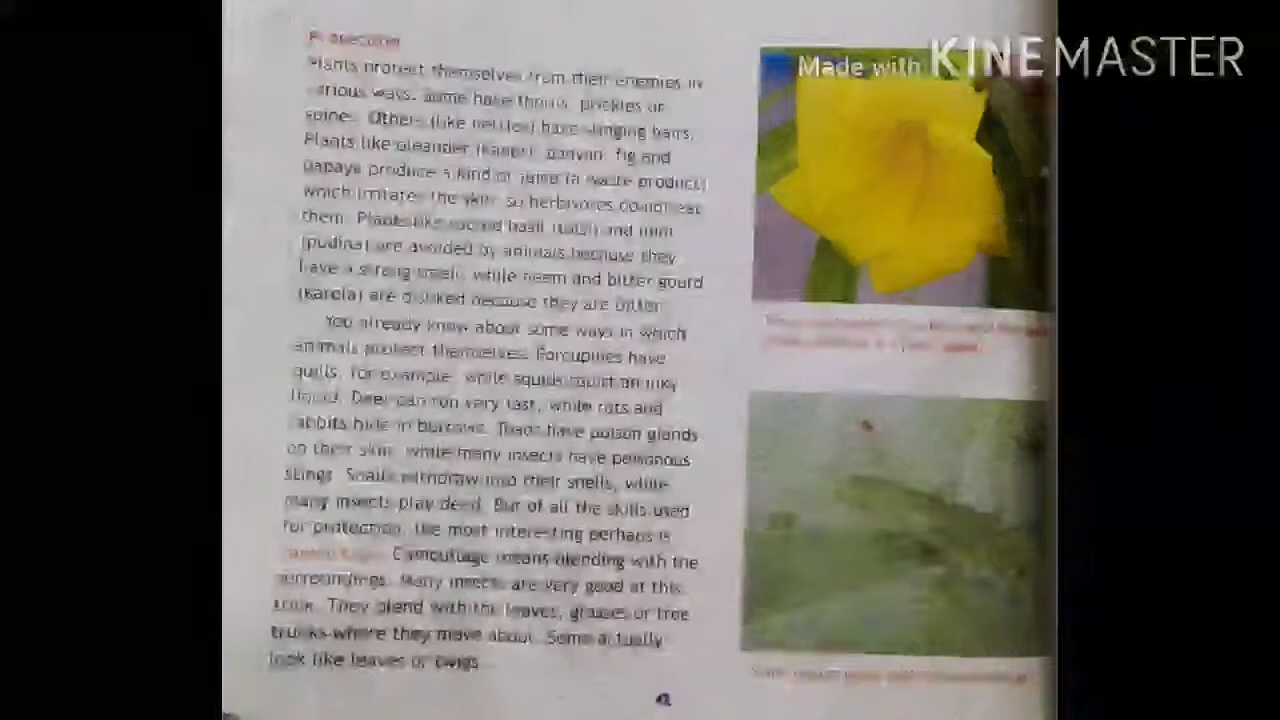 Protection
Plants protect themselves from their enemies in
various ways. Some have thorns, prickles or
spines. Others (like nettles) have stinging hairs.
Plants like oleander (kaner), banyan, fig and
papaya produce a kind of juice (a waste product)
which irritates the skin, so herbivores do not eat
them. Plants like sacred basil (tulsi) and mint
(pudina) are avoided by animals because they
have a strong smell, while neem and bitter gourd
(karela) are disliked because they are bitter.
You already know about some ways in which
animals protect themselves. Porcupines have
quills, for example, while squids squirt an inky
liquid. Deer can run very fast, while rats and
rabbits hide in burrows. Toads have poison glands
on their skin, while many insects have poisonous
stings. Snails withdraw into their shells, while
many insects play dead. But of all the skills used
for protection, the most interesting perhaps is
camouflage. Camouflage means blending with the
surroundings. Many insects are very good at this
trick. They blend with the leaves, grasses or tree
trunks where they move about. Some actually
look like leaves or twigs.
Made with KINEMASTER